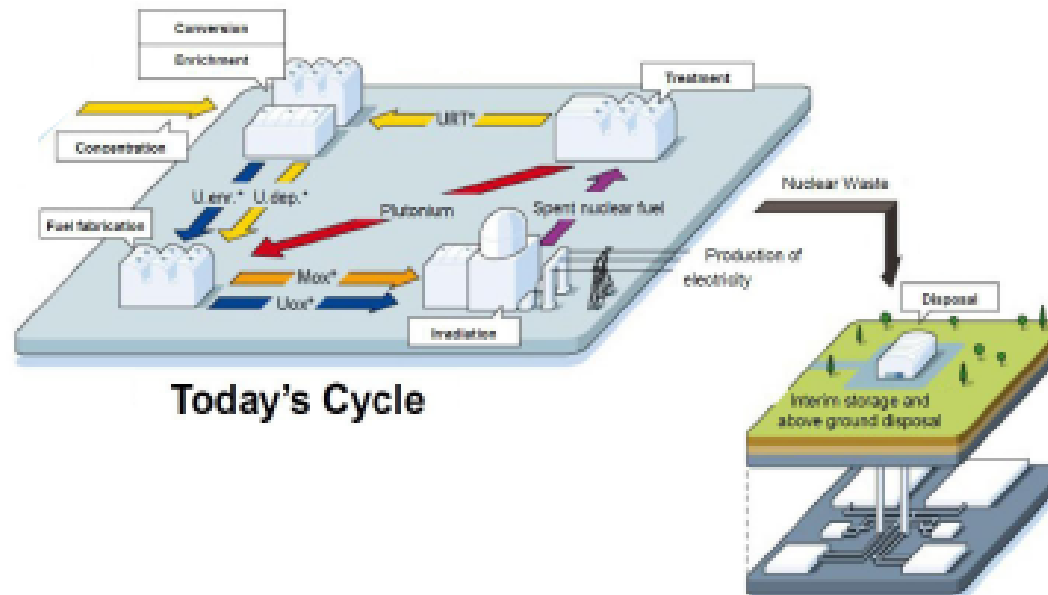 Conversion
Enrichment
Treatment
URT*
Concentration
Nuclear Waste
U.enr.* U.dep.*
Plutonium
Spent nuclear fuel
Fuel fabrication
Production of
electricity
Mox*
Uox*
Disposal
Irradiation
Today's Cycle
Interim storage and
above ground disposal